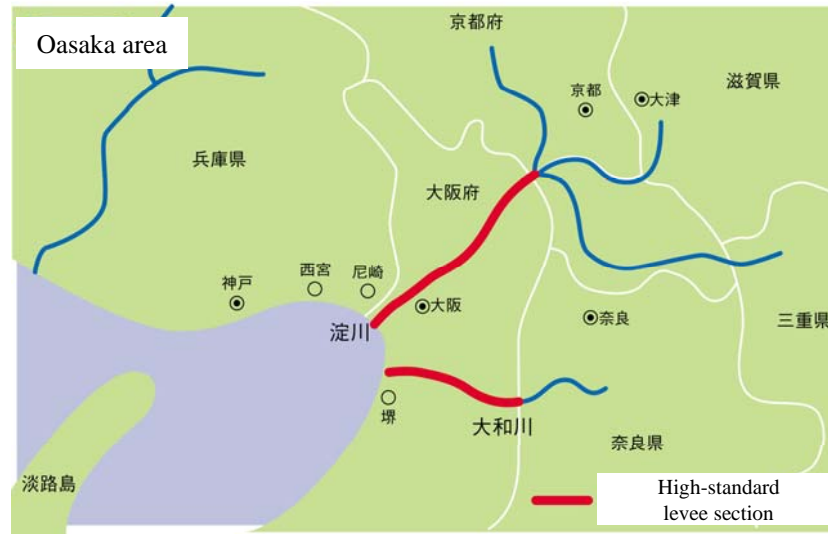 Oasaka area
京都府
京都
大津
滋賀県
兵庫県
大阪府
神戸
西宮
尼崎
大阪
淀川
奈良
三重県
堺
大和川
奈良県
淡路島
High-standard
levee section